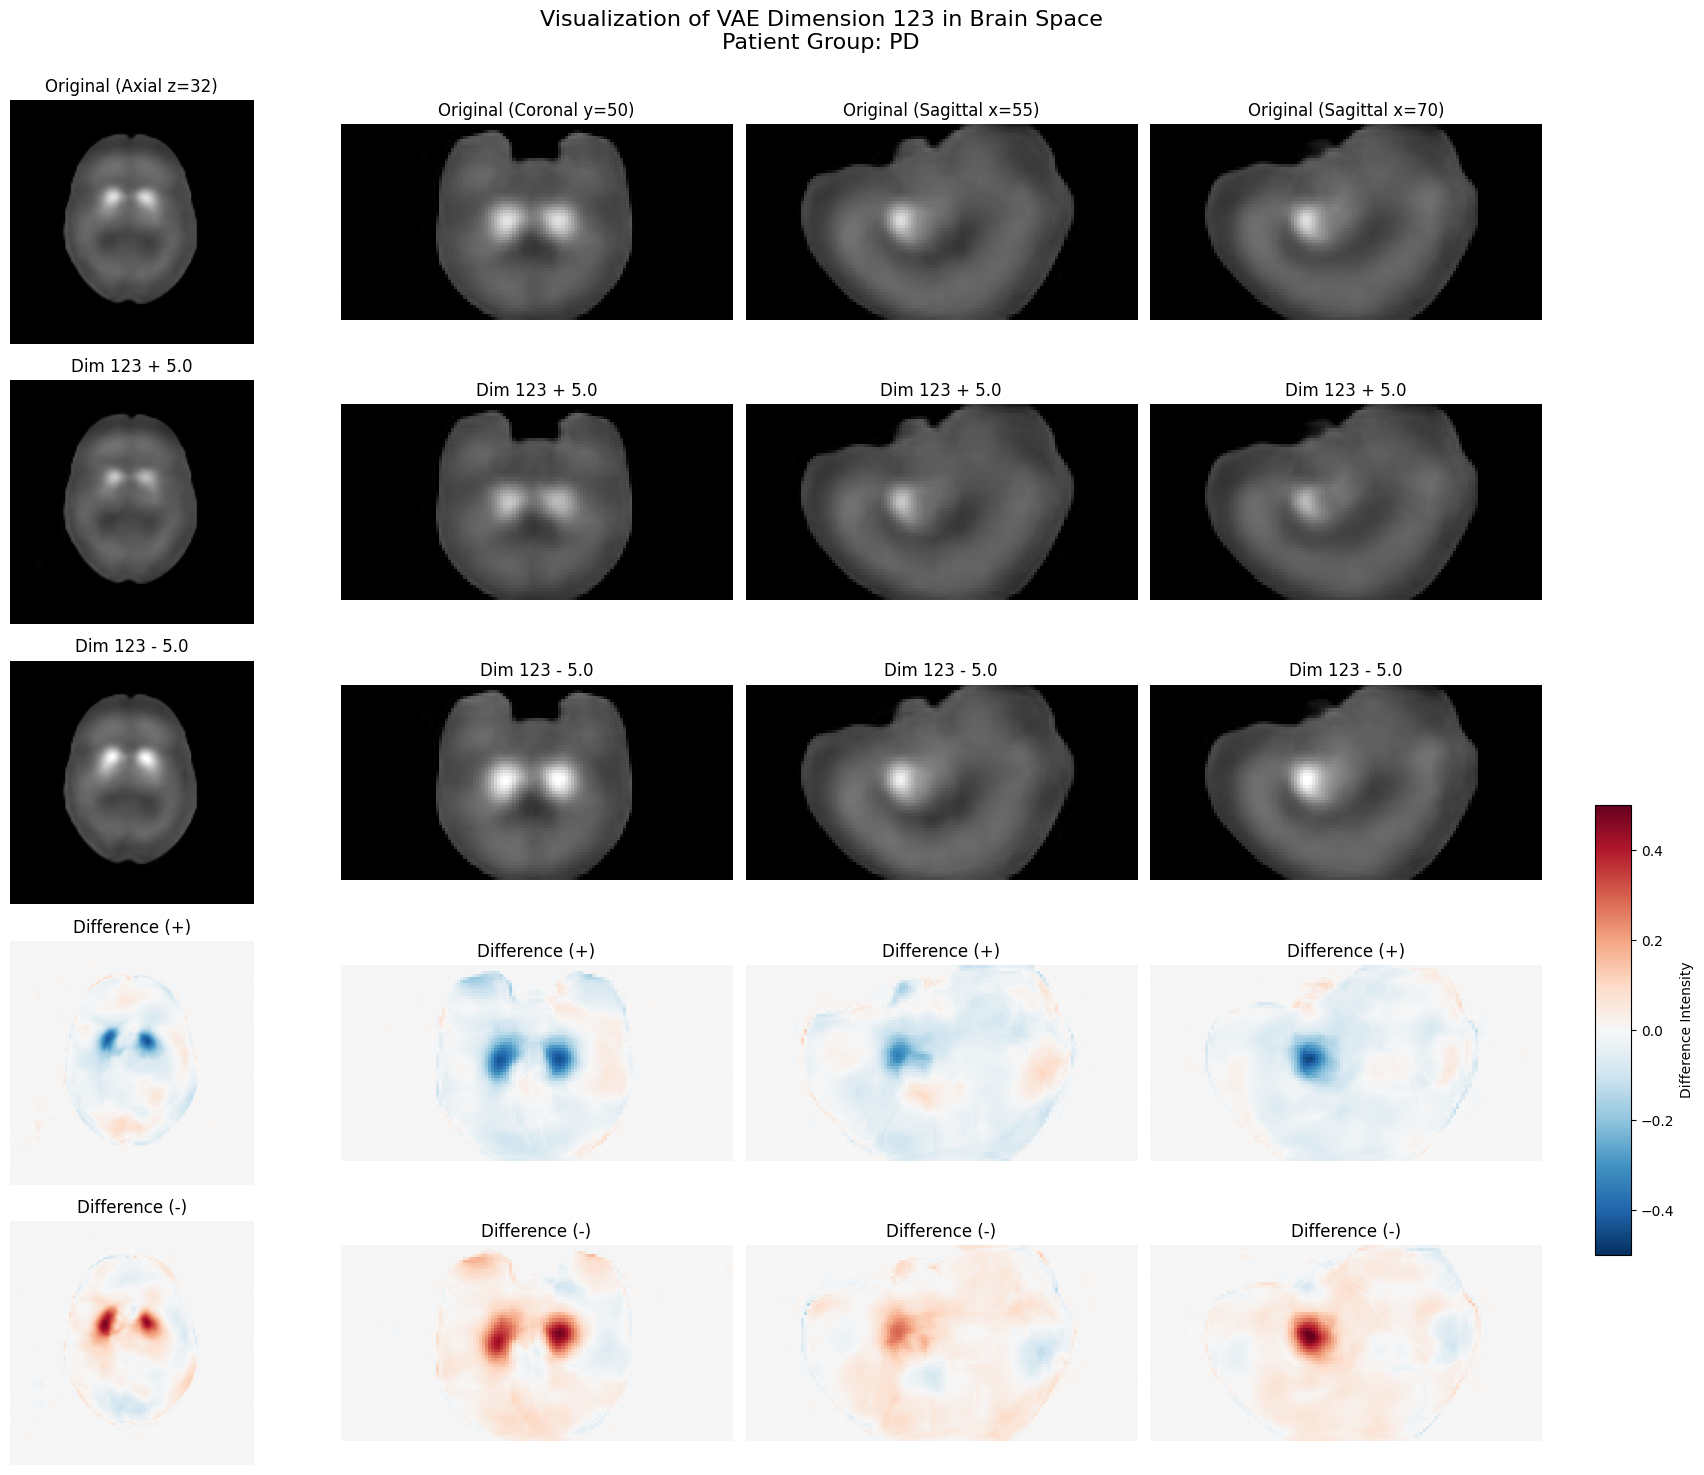 Visualization of VAE Dimension 123 in Brain Space
Patient Group: PD
Original (Axial z=32)
Original (Coronal y=50)
Original (Sagittal x=55)
Original (Sagittal x=70)
Dim 123 + 5.0
Dim 123 + 5.0
Dim 123 + 5.0
Dim 123 + 5.0
Dim 123 - 5.0
Dim 123 - 5.0
Dim 123 - 5.0
Dim 123 - 5.0
Difference (+)
Difference (+)
Difference (+)
Difference (+)
Difference (-)
Difference (-)
Difference (-)
Difference (-)
0.4
0.2
0.0
−0.2
−0.4
Difference Intensity